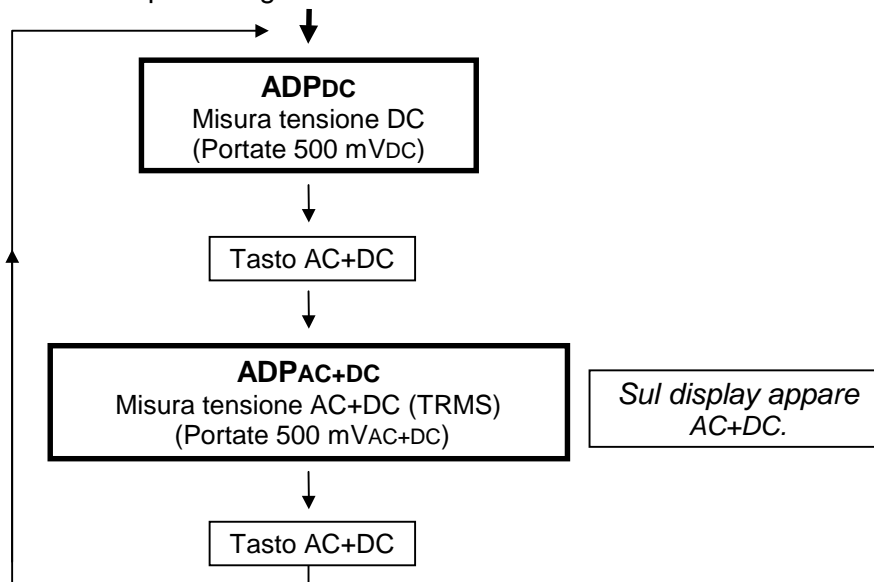 ADPDC
Misura tensione DC
(Portate 500 mVDC)
Tasto AC+DC
ADPAC+DC
Misura tensione AC+DC (TRMS)
(Portate 500 mVAC+DC)
Sul display appare
AC+DC.
Tasto AC+DC